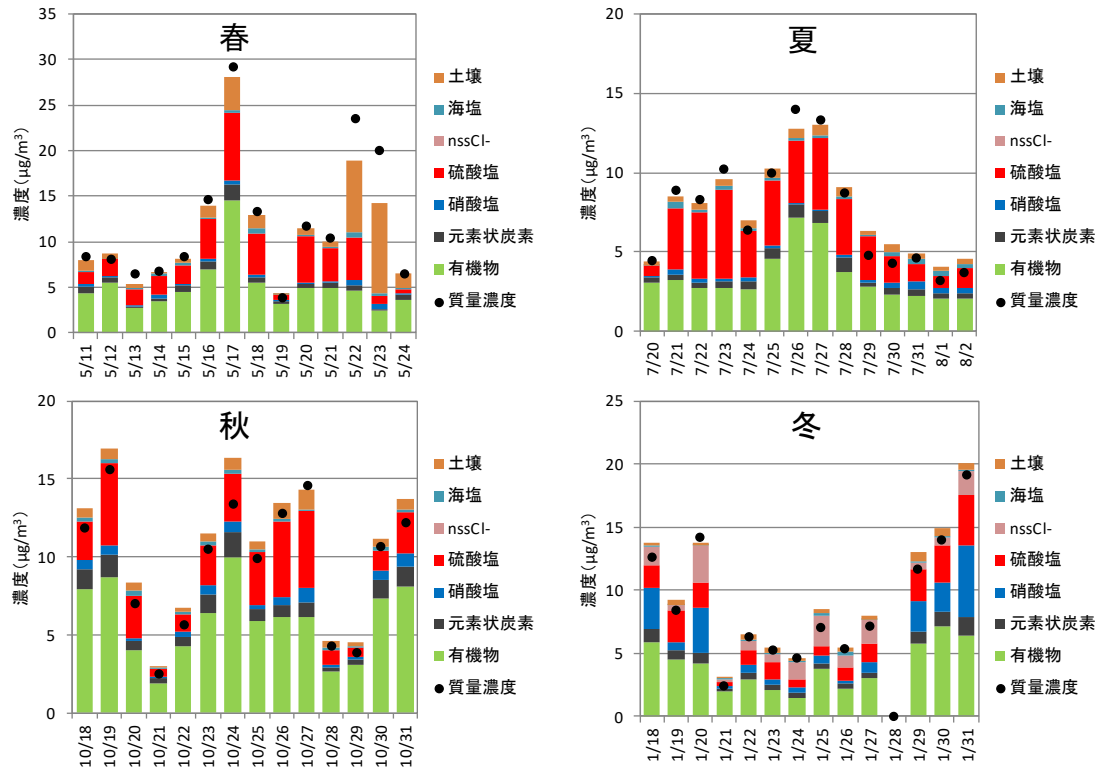 春
35
30
25
20
15
10
5
0
濃度(μg/m³)
5/11
5/12
5/13
5/14
5/15
5/16
5/17
5/18
5/19
5/20
5/21
5/22
5/23
5/24
土壌
海塩
nssCl-
硫酸塩
硝酸塩
元素状炭素
有機物
質量濃度
夏
20
15
10
5
0
濃度(μg/m³)
7/20
7/21
7/22
7/23
7/24
7/25
7/26
7/27
7/28
7/29
7/30
7/31
8/1
8/2
土壌
海塩
nssCl-
硫酸塩
硝酸塩
元素状炭素
有機物
質量濃度
秋
20
15
10
5
0
濃度(μg/m³)
10/18
10/19
10/20
10/21
10/22
10/23
10/24
10/25
10/26
10/27
10/28
10/29
10/30
10/31
土壌
海塩
nssCl-
硫酸塩
硝酸塩
元素状炭素
有機物
質量濃度
冬
25
20
15
10
5
0
濃度(μg/m³)
1/18
1/19
1/20
1/21
1/22
1/23
1/24
1/25
1/26
1/27
1/28
1/29
1/30
1/31
土壌
海塩
nssCl-
硫酸塩
硝酸塩
元素状炭素
有機物
質量濃度